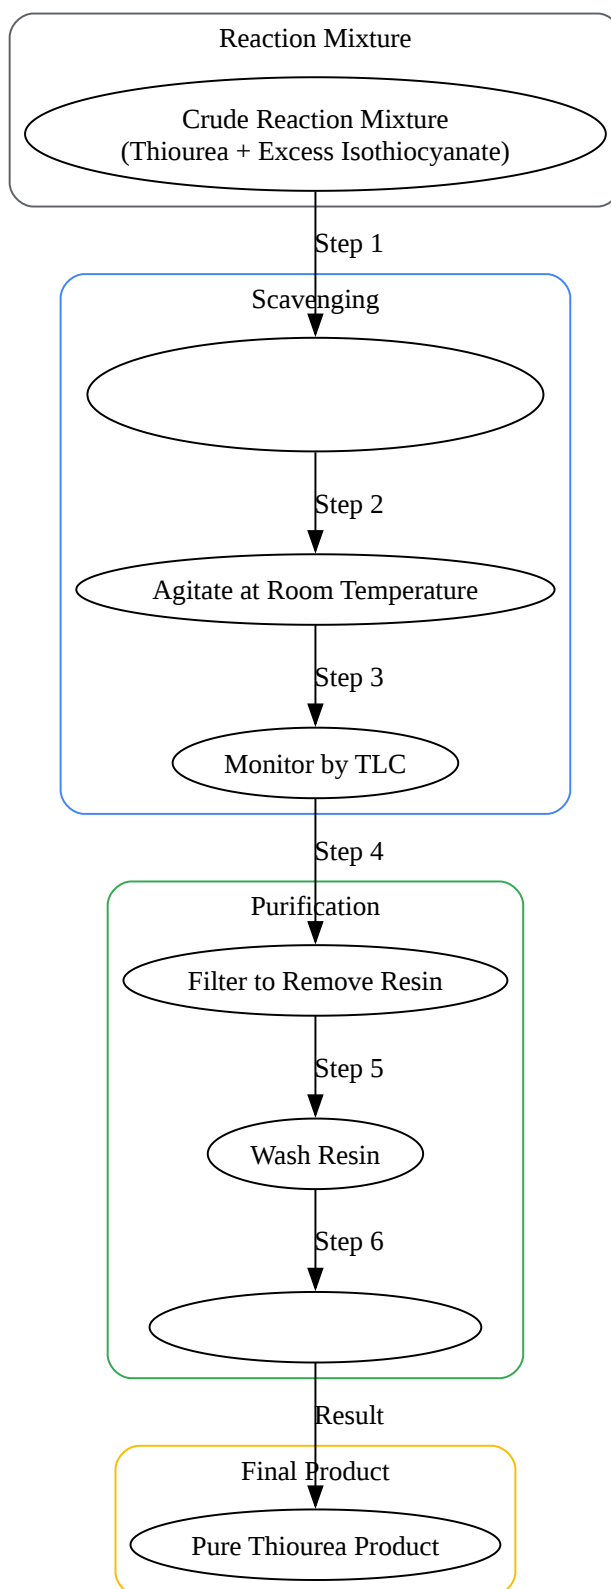 Reaction Mixture
Crude Reaction Mixture
(Thiourea + Excess Isothiocyanate)
Step 1
Scavenging
Step 2
Agitate at Room Temperature
Step 3
Monitor by TLC
Step 4
Purification
Filter to Remove Resin
Step 5
Wash Resin
Step 6
Result
Final Product
Pure Thiourea Product